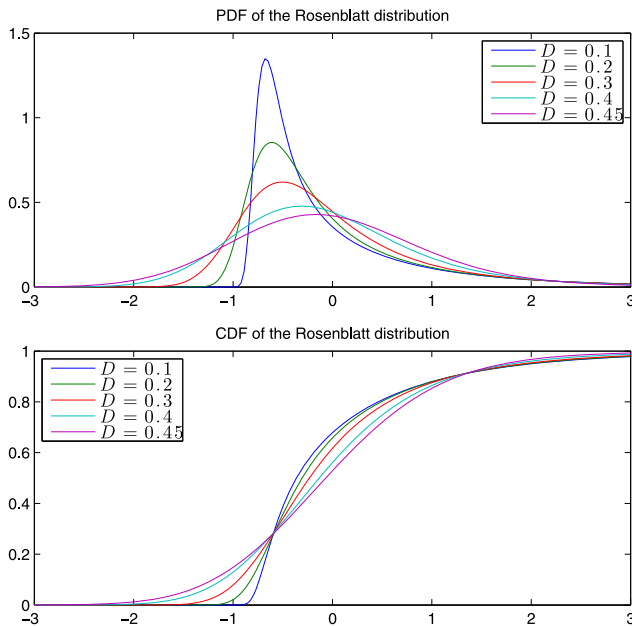 PDF of the Rosenblatt distribution
1.5
1
0.5
0
D = 0.1
D = 0.2
D = 0.3
D = 0.4
D = 0.45
−3 −2 −1 0 1 2 3
CDF of the Rosenblatt distribution
1
0.8
0.6
0.4
0.2
0
D = 0.1
D = 0.2
D = 0.3
D = 0.4
D = 0.45
−3 −2 −1 0 1 2 3